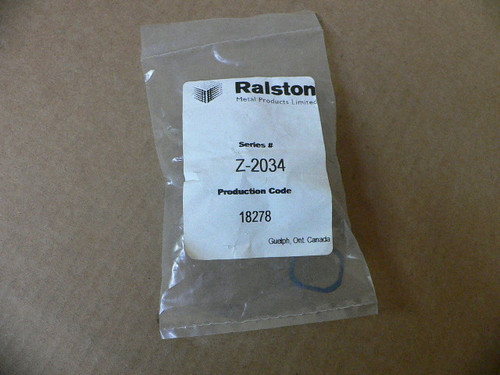 Ralston
Metal Products Limited
Series #
Z-2034
Production Code
18278
Guelph, Ont. Canada